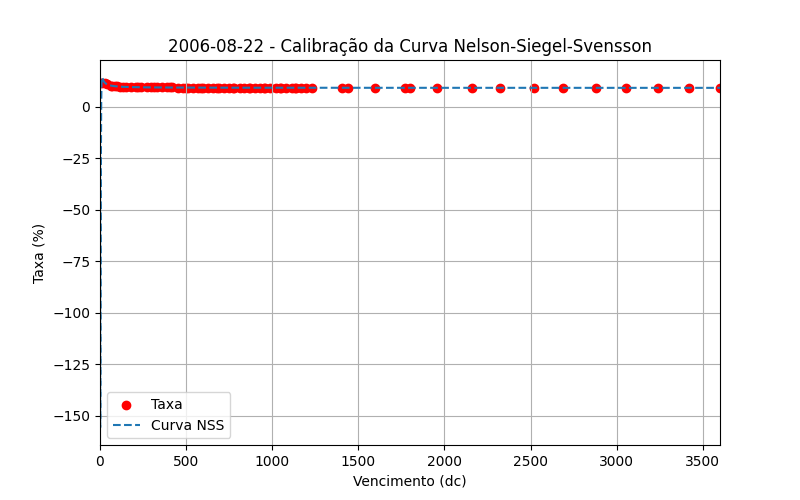 2006-08-22 - Calibração da Curva Nelson-Siegel-Svensson
Taxa (%)
0
−25
−50
−75
−100
−125
−150
Taxa
Curva NSS
0 500 1000 1500 2000 2500 3000 3500
Vencimento (dc)